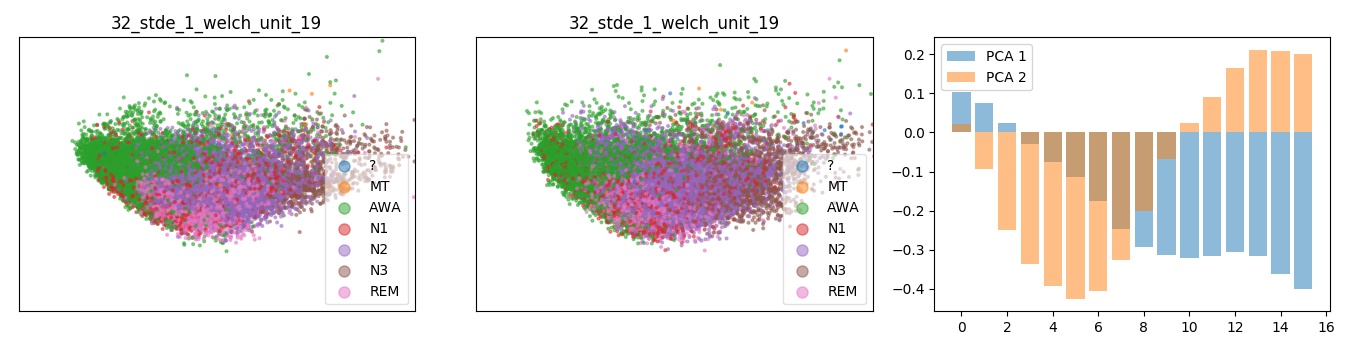 32_stde_1_welch_unit_19
?
MT
AWA
N1
N2
N3
REM
32_stde_1_welch_unit_19
?
MT
AWA
N1
N2
N3
REM
PCA 1
PCA 2
0.2
0.1
0.0
−0.1
−0.2
−0.3
−0.4
0 2 4 6 8 10 12 14 16